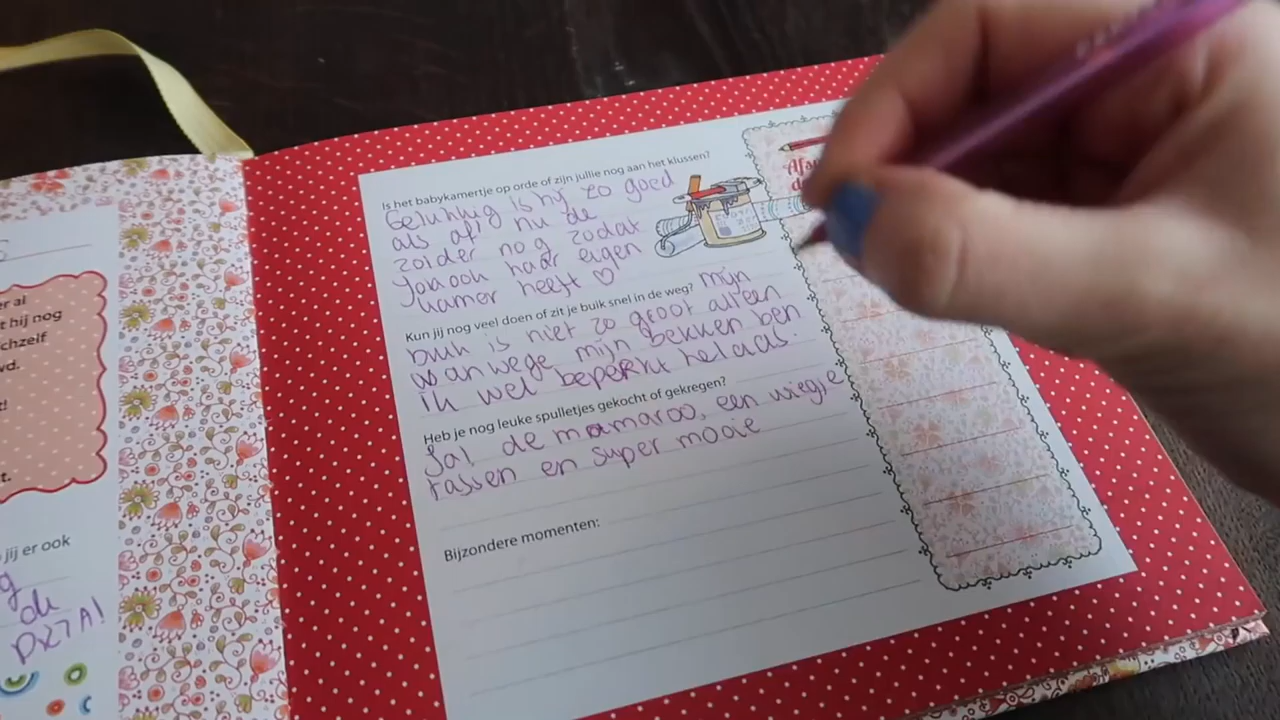 er al
t hij nog
chzelf
vd.
t!
t.
jij er ook
g
de
DKTA!
Is het babykamertje op orde of zijn jullie nog aan het klussen?
Gelukkig is hij zo goed
als af! nu de
zolder nog zodat
Jaa ook haar eigen
kamer heeft ♡
Kun jij nog veel doen of zit je buik snel in de weg? Mijn
buik is niet zo groot alleen
vanwege mijn bekken ben
ik wel beperkt helaas.
Heb je nog leuke spulletjes gekocht of gekregen?
Ja! de mamaroo, een wiegje
tassen en super mooie
Bijzondere momenten: